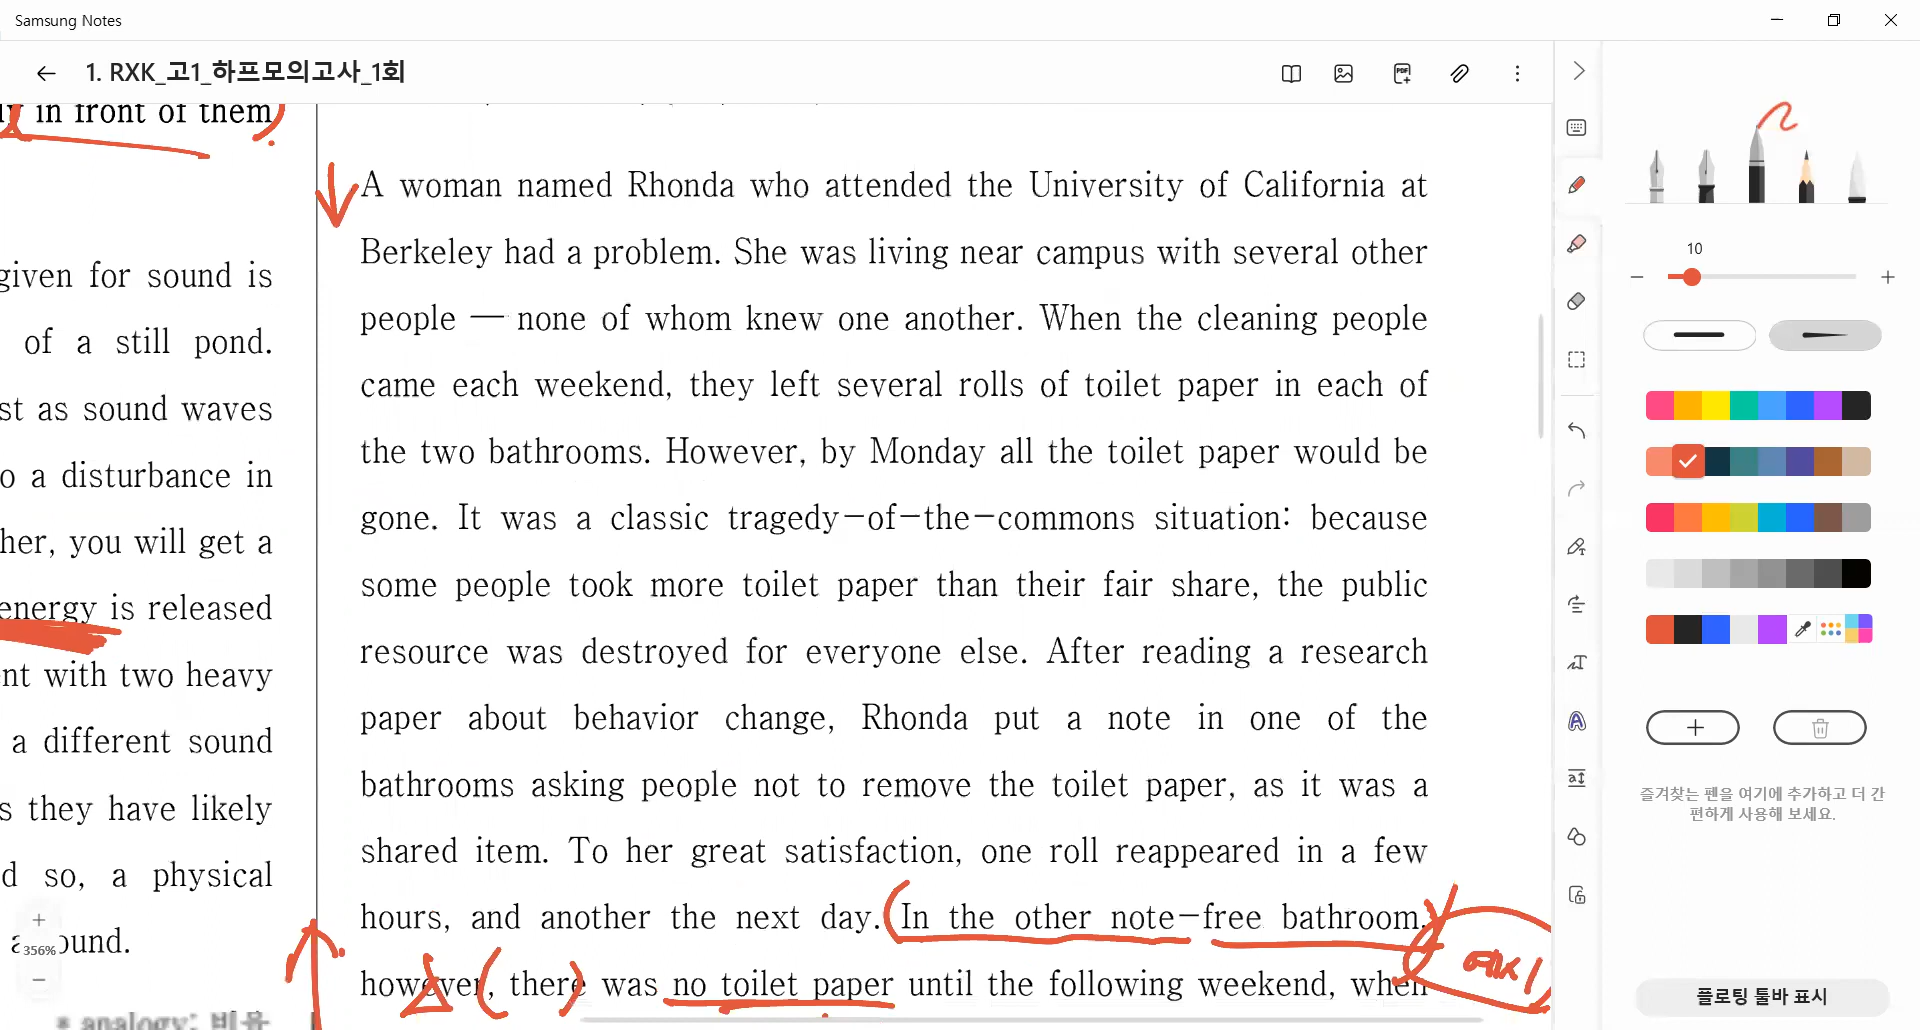 Samsung Notes
1. RXK_고1_하프모의고사_1회
in front of them
given for sound is
of a still pond.
st as sound waves
o a disturbance in
her, you will get a
energy is released
nt with two heavy
a different sound
s they have likely
d so, a physical
ound.
356%
* analogy: 비유
A woman named Rhonda who attended the University of California at
Berkeley had a problem. She was living near campus with several other
people — none of whom knew one another. When the cleaning people
came each weekend, they left several rolls of toilet paper in each of
the two bathrooms. However, by Monday all the toilet paper would be
gone. It was a classic tragedy-of-the-commons situation: because
some people took more toilet paper than their fair share, the public
resource was destroyed for everyone else. After reading a research
paper about behavior change, Rhonda put a note in one of the
bathrooms asking people not to remove the toilet paper, as it was a
shared item. To her great satisfaction, one roll reappeared in a few
hours, and another the next day. In the other note-free bathroom,
however, there was no toilet paper until the following weekend, when
10
즐겨찾는 펜을 여기에 추가하고 더 간
편하게 사용해 보세요.
플로팅 툴바 표시